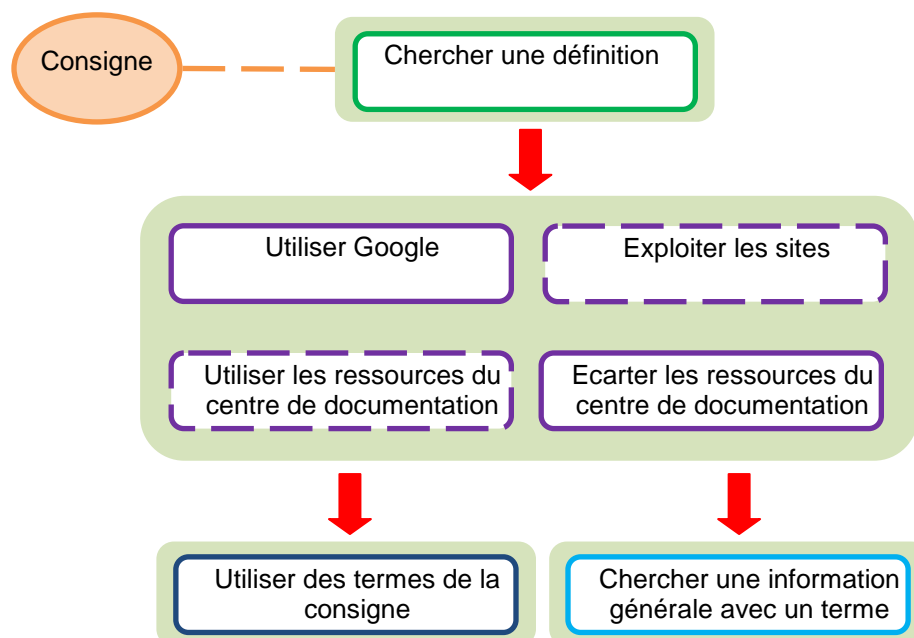 Consigne
Chercher une définition
Utiliser Google
Exploiter les sites
Utiliser les ressources du
centre de documentation
Ecarter les ressources du
centre de documentation
Utiliser des termes de la
consigne
Chercher une information
générale avec un terme